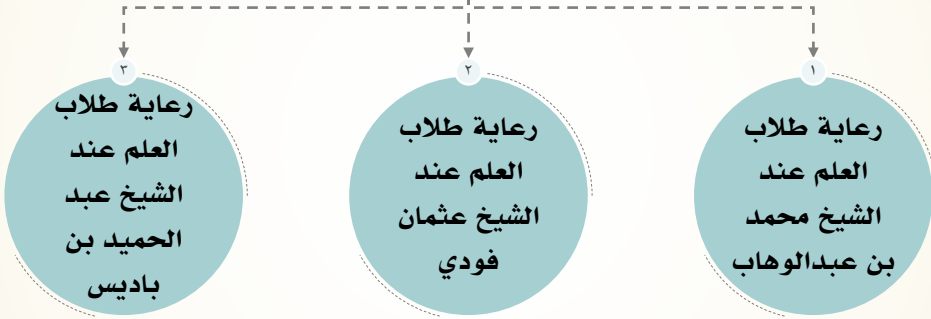 ١
رعاية طلاب
العلم عند
الشيخ محمد
بن عبدالوهاب
٢
رعاية طلاب
العلم عند
الشيخ عثمان
فودي
٣
رعاية طلاب
العلم عند
الشيخ عبد
الحميد بن
باديس